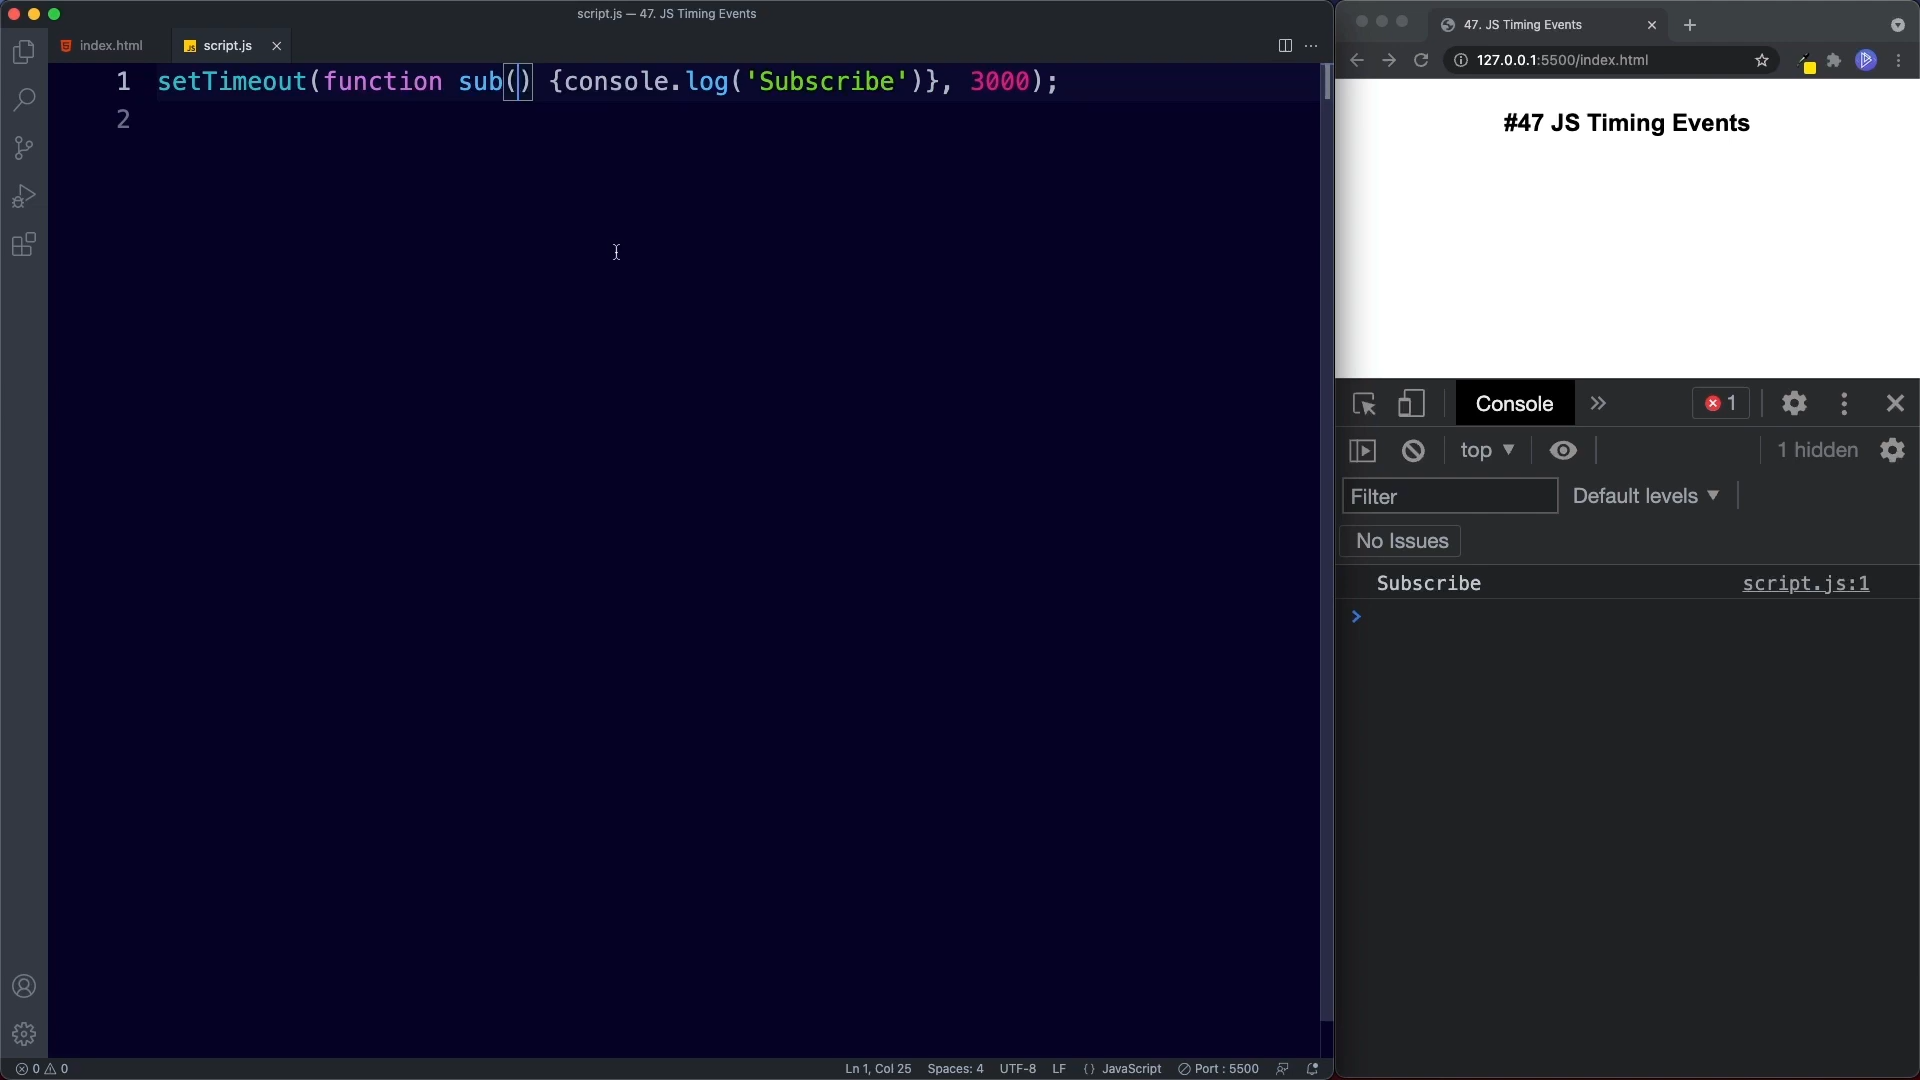 script.js — 47. JS Timing Events
index.html
script.js
1 setTimeout(function sub() {console.log('Subscribe')}, 3000);
2
0 0
Ln 1, Col 25
Spaces: 4
UTF-8
LF
{} JavaScript
Port : 5500
47. JS Timing Events
127.0.0.1:5500/index.html
#47 JS Timing Events
Console
1
top
1 hidden
Filter
Default levels
No Issues
Subscribe script.js:1